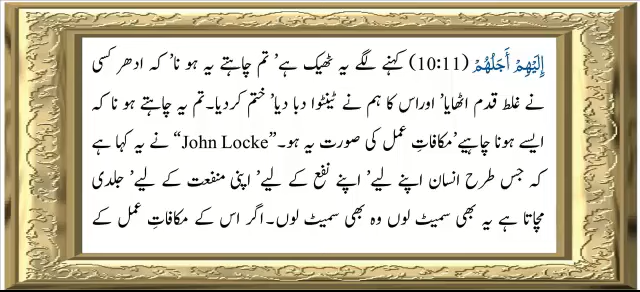 إِلَيْهِمْ أَجَلُهُمْ (10:11) کہنے لگے یہ ٹھیک ہے' تم چاہتے یہ ہو نا' کہ ادھر کسی
نے غلط قدم اٹھایا' اوراس کا ہم نے ٹینٹوا دبا دیا' ختم کردیا۔تم یہ چاہتے ہو نا کہ
ایسے ہونا چاہیے'مکافاتِ عمل کی صورت یہ ہو۔”John Locke“ نے یہ کہا ہے
کہ جس طرح انسان اپنے لیے' اپنے نفع کے لیے' اپنی منفعت کے لیے' جلدی
مچاتا ہے یہ بھی سمیٹ لوں وہ بھی سمیٹ لوں۔اگر اس کے مکافاتِ عمل کے